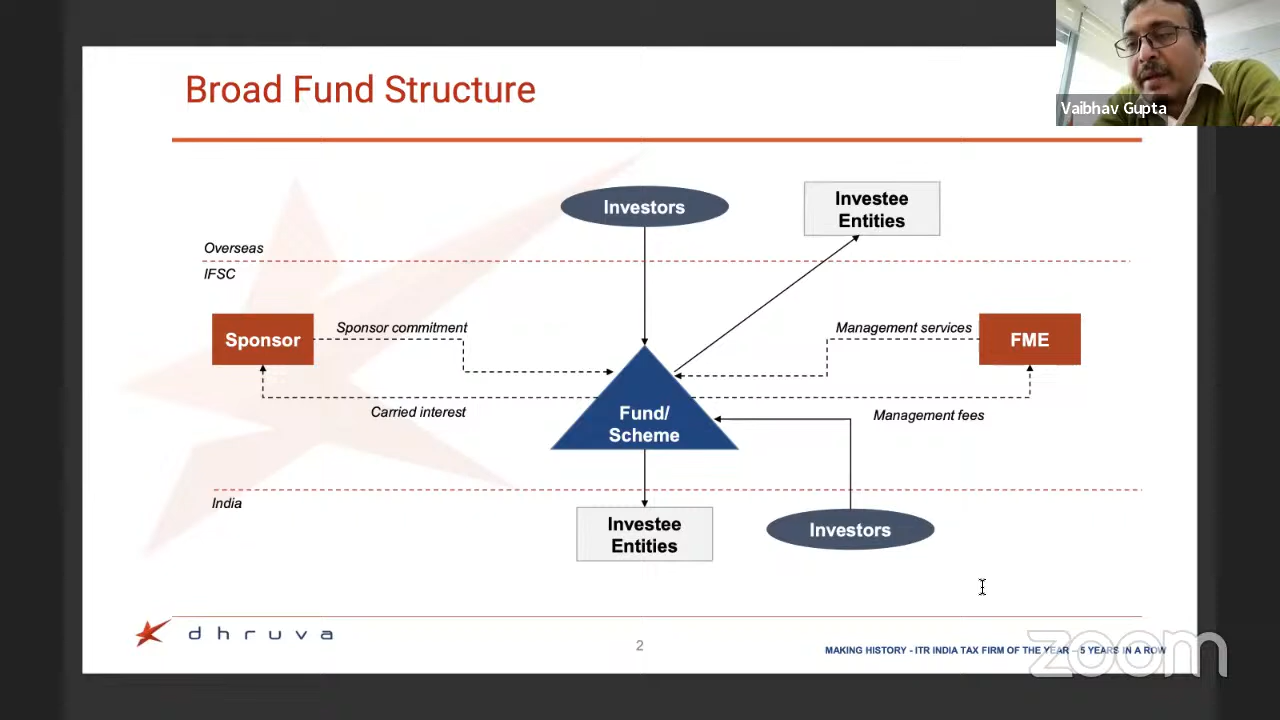 Broad Fund Structure
Vaibhav Gupta
Investors
Investee
Entities
Overseas
IFSC
Sponsor
Sponsor commitment
Management services
FME
Carried interest
Fund/
Scheme
Management fees
India
Investee
Entities
Investors
dhruva
2
MAKING HISTORY - ITR INDIA TAX FIRM OF THE YEAR – 5 YEARS IN A ROW
zoom